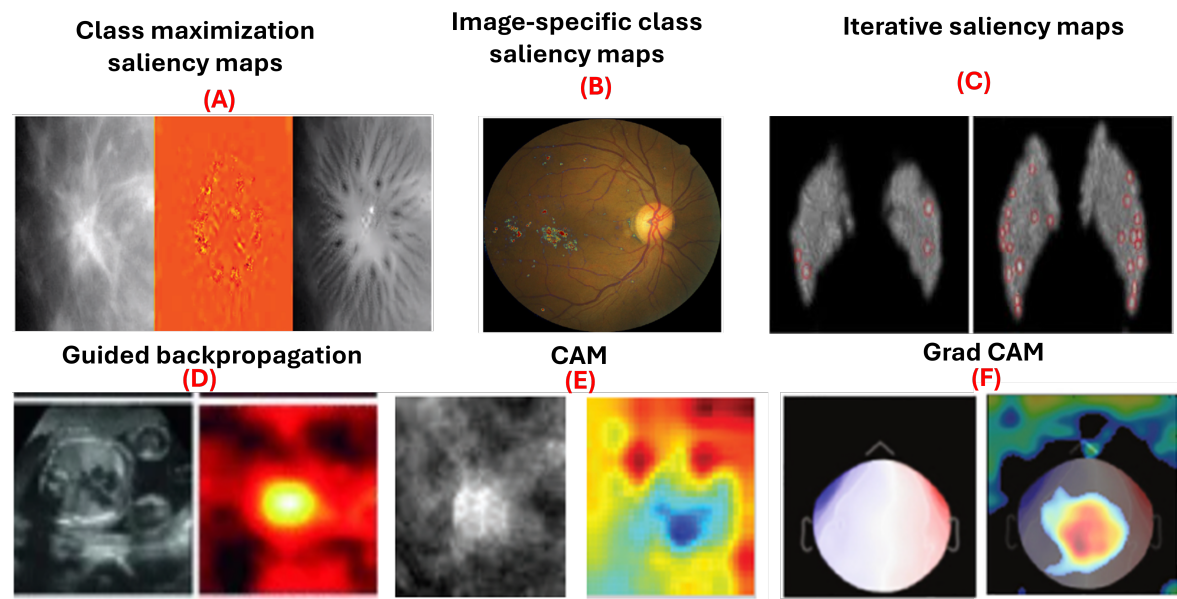 Class maximization
saliency maps
(A)
Image-specific class
saliency maps
(B)
Iterative saliency maps
(C)
Guided backpropagation
(D)
CAM
(E)
Grad CAM
(F)